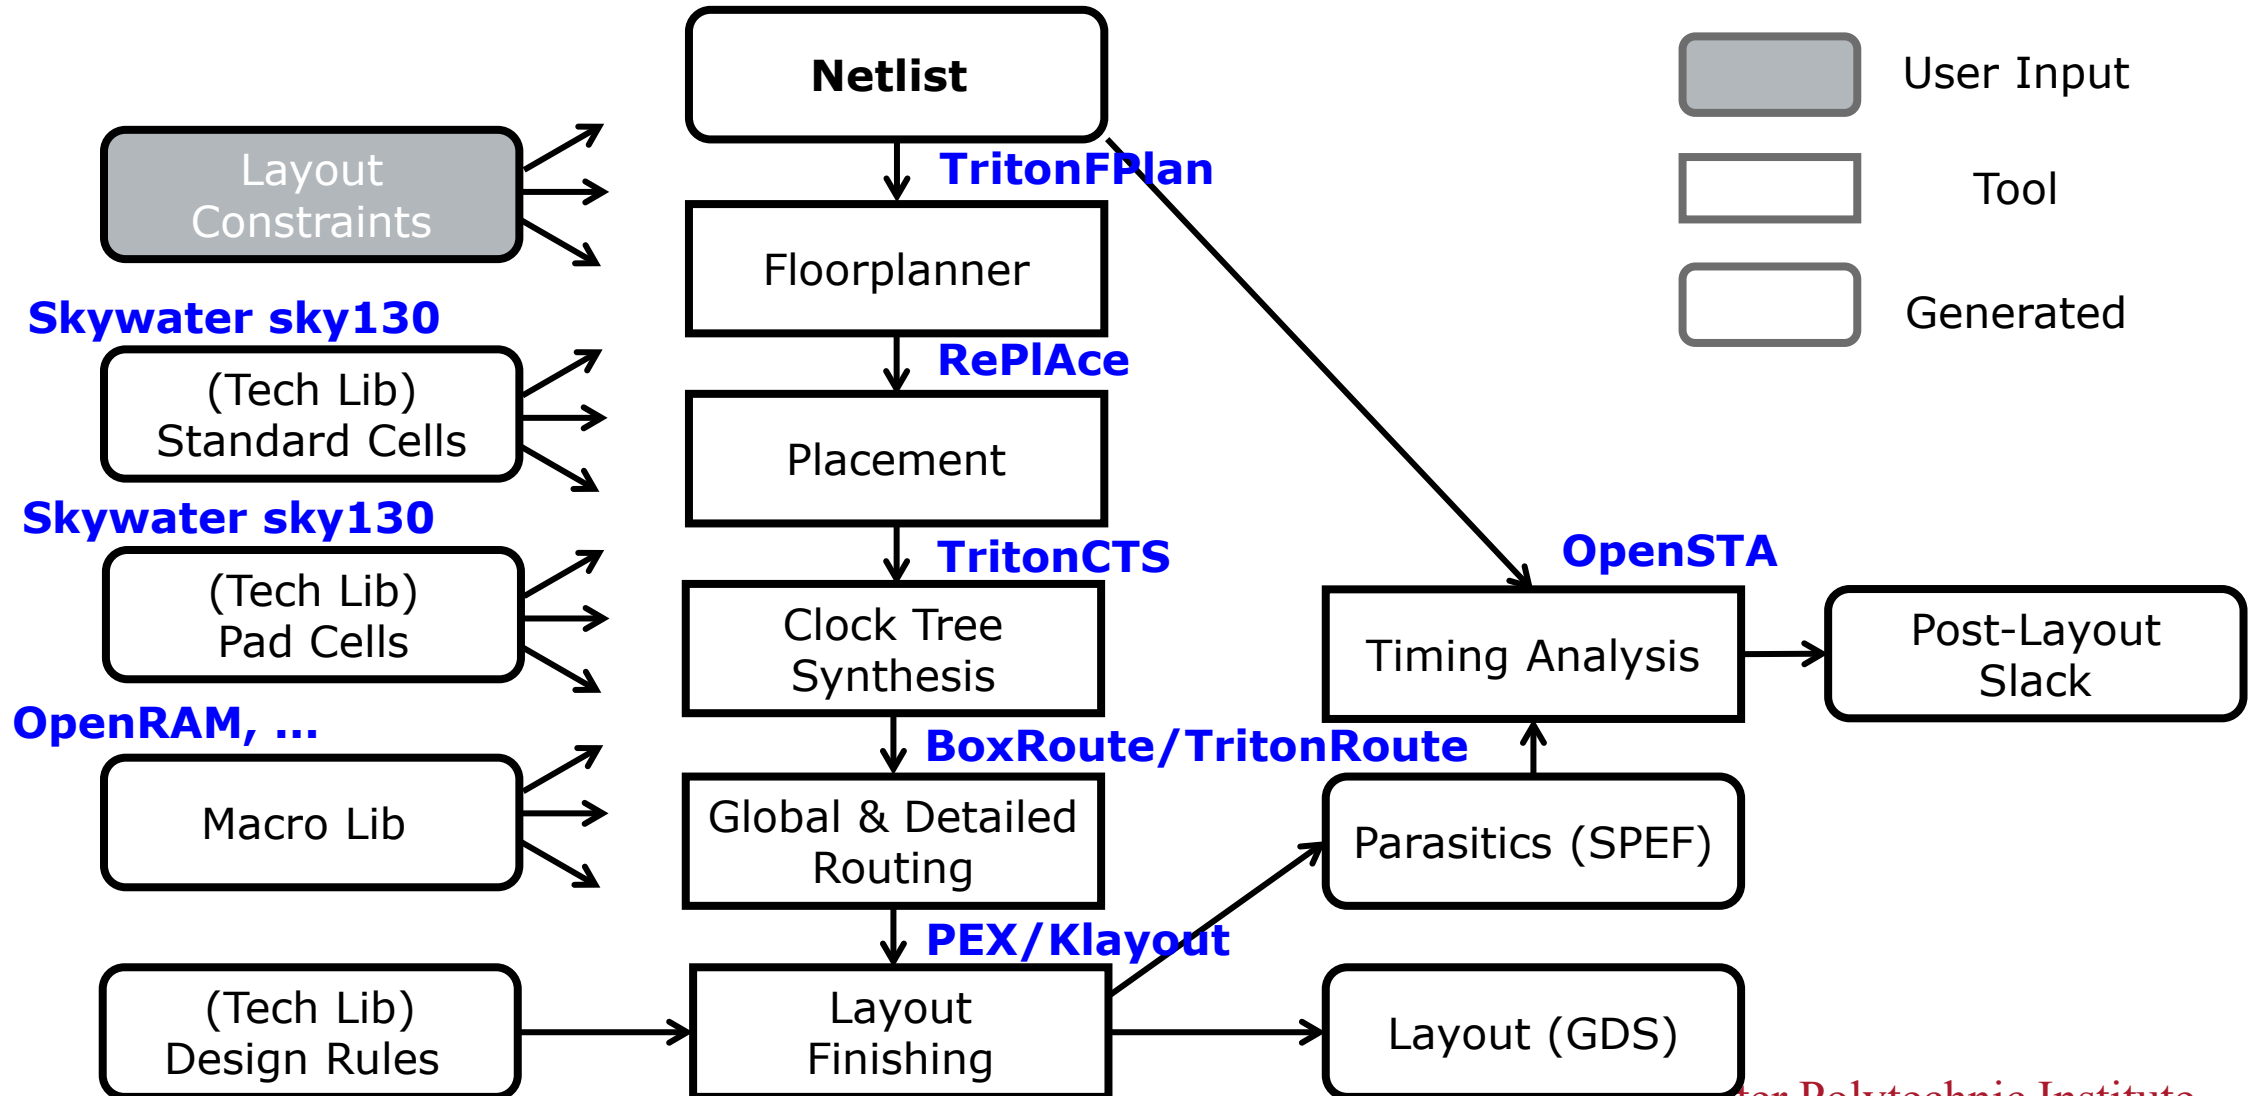 Netlist
User Input
Layout
Constraints
TritonFPlan
Tool
Floorplanner
Generated
Skywater sky130
(Tech Lib)
Standard Cells
RePlAce
Placement
Skywater sky130
(Tech Lib)
Pad Cells
TritonCTS
Clock Tree
Synthesis
OpenSTA
Timing Analysis
Post-Layout
Slack
OpenRAM, ...
Macro Lib
BoxRoute/TritonRoute
Global & Detailed
Routing
Parasitics (SPEF)
PEX/Klayout
(Tech Lib)
Design Rules
Layout
Finishing
Layout (GDS)
Polytechnic Institute